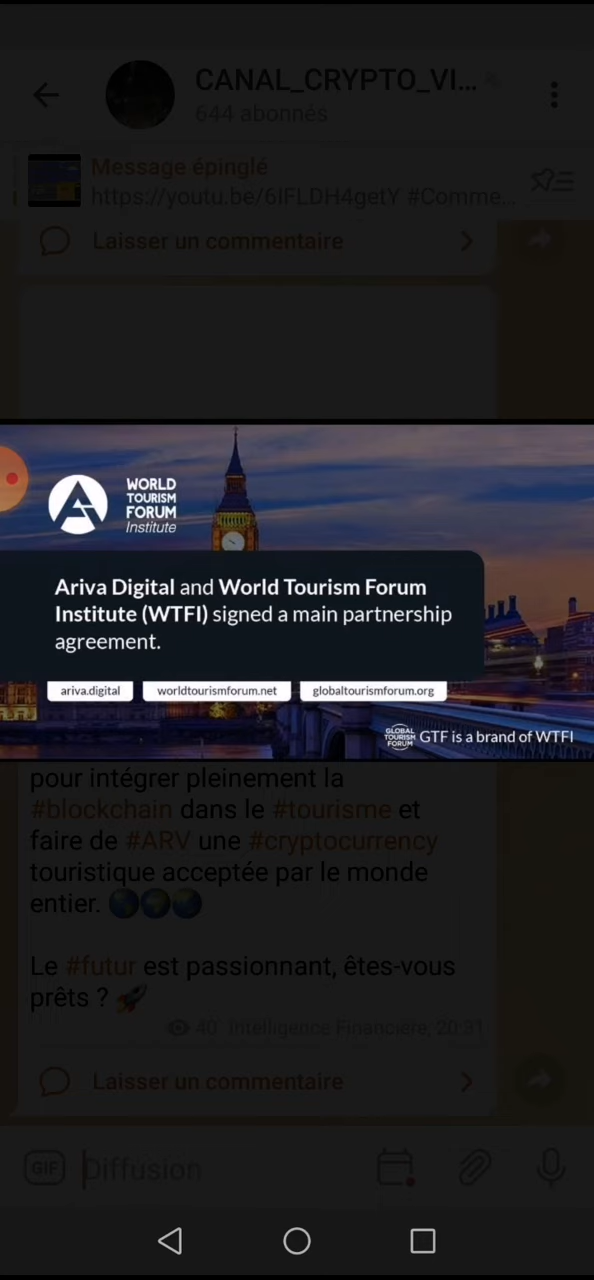 CANAL_CRYPTO_VI...
644 abonnés
Message épinglé
https://youtu.be/6IFLDH4getY #Comme...
Laisser un commentaire
WORLD
TOURISM
FORUM
Institute
Ariva Digital and World Tourism Forum
Institute (WTFI) signed a main partnership
agreement.
ariva.digital
worldtourismforum.net
globaltourismforum.org
GLOBAL
TOURISM
FORUM
GTF is a brand of WTFI
pour intégrer pleinement la
#blockchain dans le #tourisme et
faire de #ARV une #cryptocurrency
touristique acceptée par le monde
entier. 🌍🌍🌍
Le #futur est passionnant, êtes-vous
prêts ? 🚀
40 Intelligence Financière, 20:31
Laisser un commentaire
GIF Diffusion